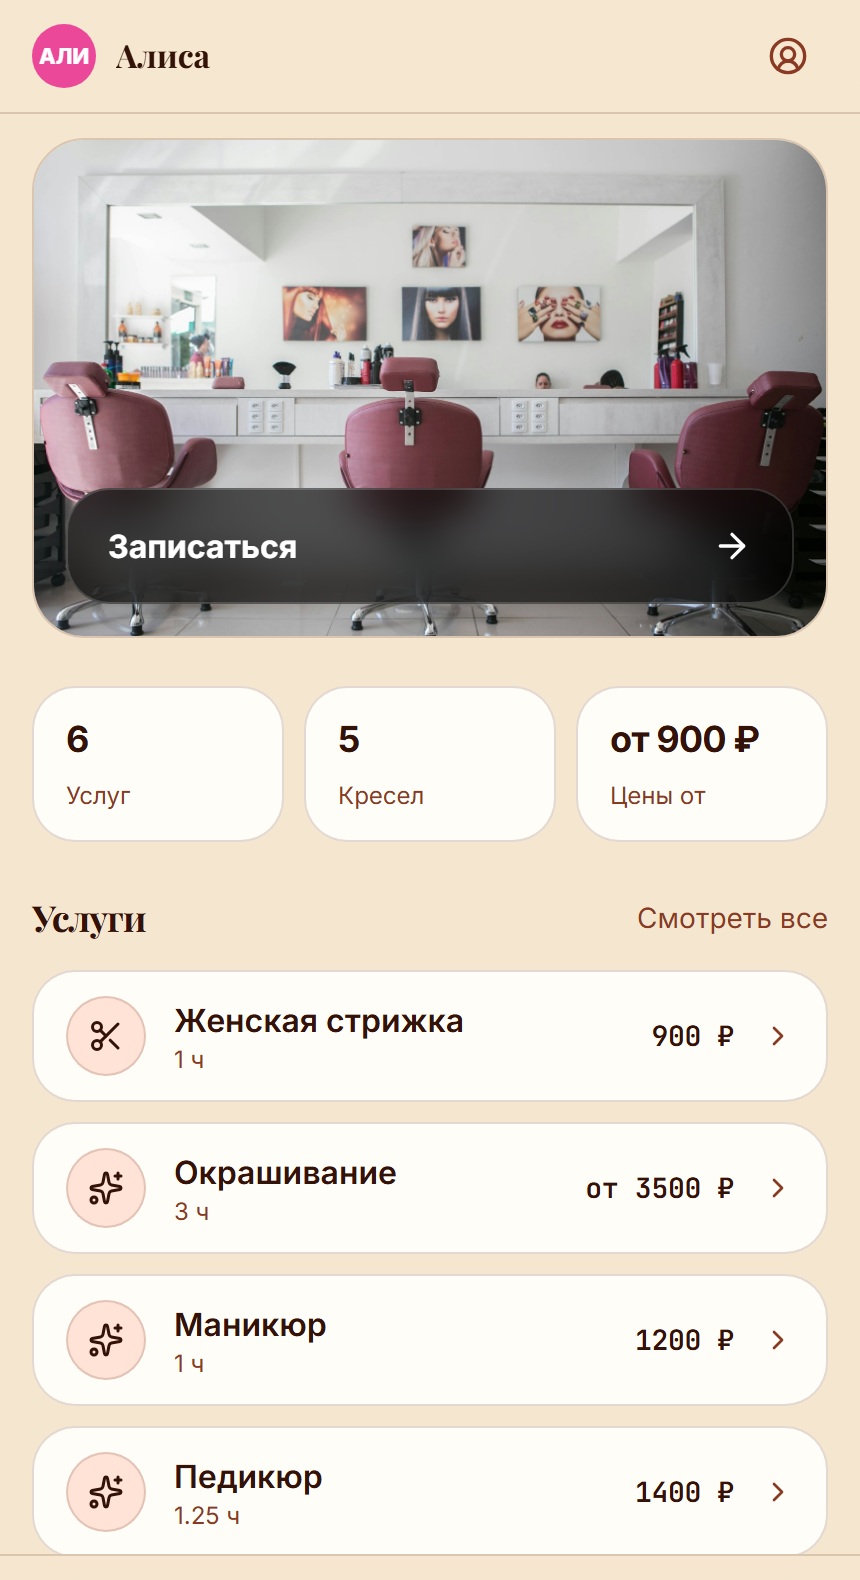 АЛИ
Алиса
Записаться
6
Услуг
5
Кресел
от 900 ₽
Цены от
Услуги
Смотреть все
Женская стрижка
1 ч
900 ₽
Окрашивание
3 ч
от 3500 ₽
Маникюр
1 ч
1200 ₽
Педикюр
1.25 ч
1400 ₽